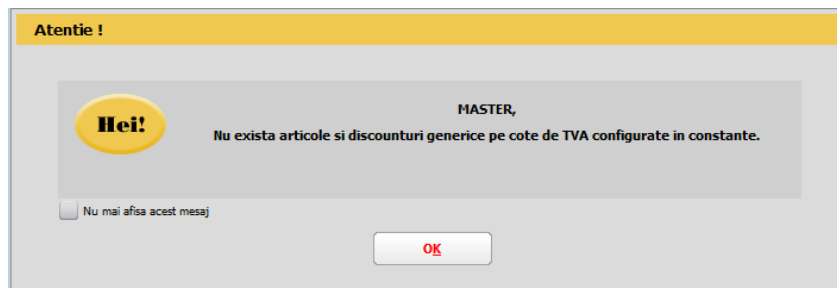 Atentie !
Hei!
MASTER,
Nu exista articole si discounturi generice pe cote de TVA configurate in constante.
Nu mai afisa acest mesaj
OK